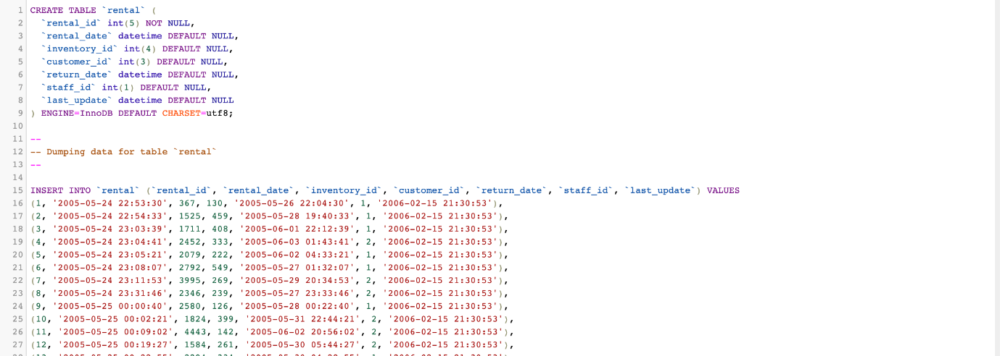 1 CREATE TABLE `rental` (
2 `rental_id` int(5) NOT NULL,
3 `rental_date` datetime DEFAULT NULL,
4 `inventory_id` int(4) DEFAULT NULL,
5 `customer_id` int(3) DEFAULT NULL,
6 `return_date` datetime DEFAULT NULL,
7 `staff_id` int(1) DEFAULT NULL,
8 `last_update` datetime DEFAULT NULL
9 ) ENGINE=InnoDB DEFAULT CHARSET=utf8;
10
11 --
12 -- Dumping data for table `rental`
13 --
14
15 INSERT INTO `rental` (`rental_id`, `rental_date`, `inventory_id`, `customer_id`, `return_date`, `staff_id`, `last_update`) VALUES
16 (1, '2005-05-24 22:53:30', 367, 130, '2005-05-26 22:04:30', 1, '2006-02-15 21:30:53'),
17 (2, '2005-05-24 22:54:33', 1525, 459, '2005-05-28 19:40:33', 1, '2006-02-15 21:30:53'),
18 (3, '2005-05-24 23:03:39', 1711, 408, '2005-06-01 22:12:39', 1, '2006-02-15 21:30:53'),
19 (4, '2005-05-24 23:04:41', 2452, 333, '2005-06-03 01:43:41', 2, '2006-02-15 21:30:53'),
20 (5, '2005-05-24 23:05:21', 2079, 222, '2005-06-02 04:33:21', 1, '2006-02-15 21:30:53'),
21 (6, '2005-05-24 23:08:07', 2792, 549, '2005-05-27 01:32:07', 1, '2006-02-15 21:30:53'),
22 (7, '2005-05-24 23:11:53', 3995, 269, '2005-05-29 20:34:53', 2, '2006-02-15 21:30:53'),
23 (8, '2005-05-24 23:31:46', 2346, 239, '2005-05-27 23:33:46', 2, '2006-02-15 21:30:53'),
24 (9, '2005-05-25 00:00:40', 2580, 126, '2005-05-28 00:22:40', 1, '2006-02-15 21:30:53'),
25 (10, '2005-05-25 00:02:21', 1824, 399, '2005-05-31 22:44:21', 2, '2006-02-15 21:30:53'),
26 (11, '2005-05-25 00:09:02', 4443, 142, '2005-06-02 20:56:02', 2, '2006-02-15 21:30:53'),
27 (12, '2005-05-25 00:19:27', 1584, 261, '2005-05-30 05:44:27', 2, '2006-02-15 21:30:53'),